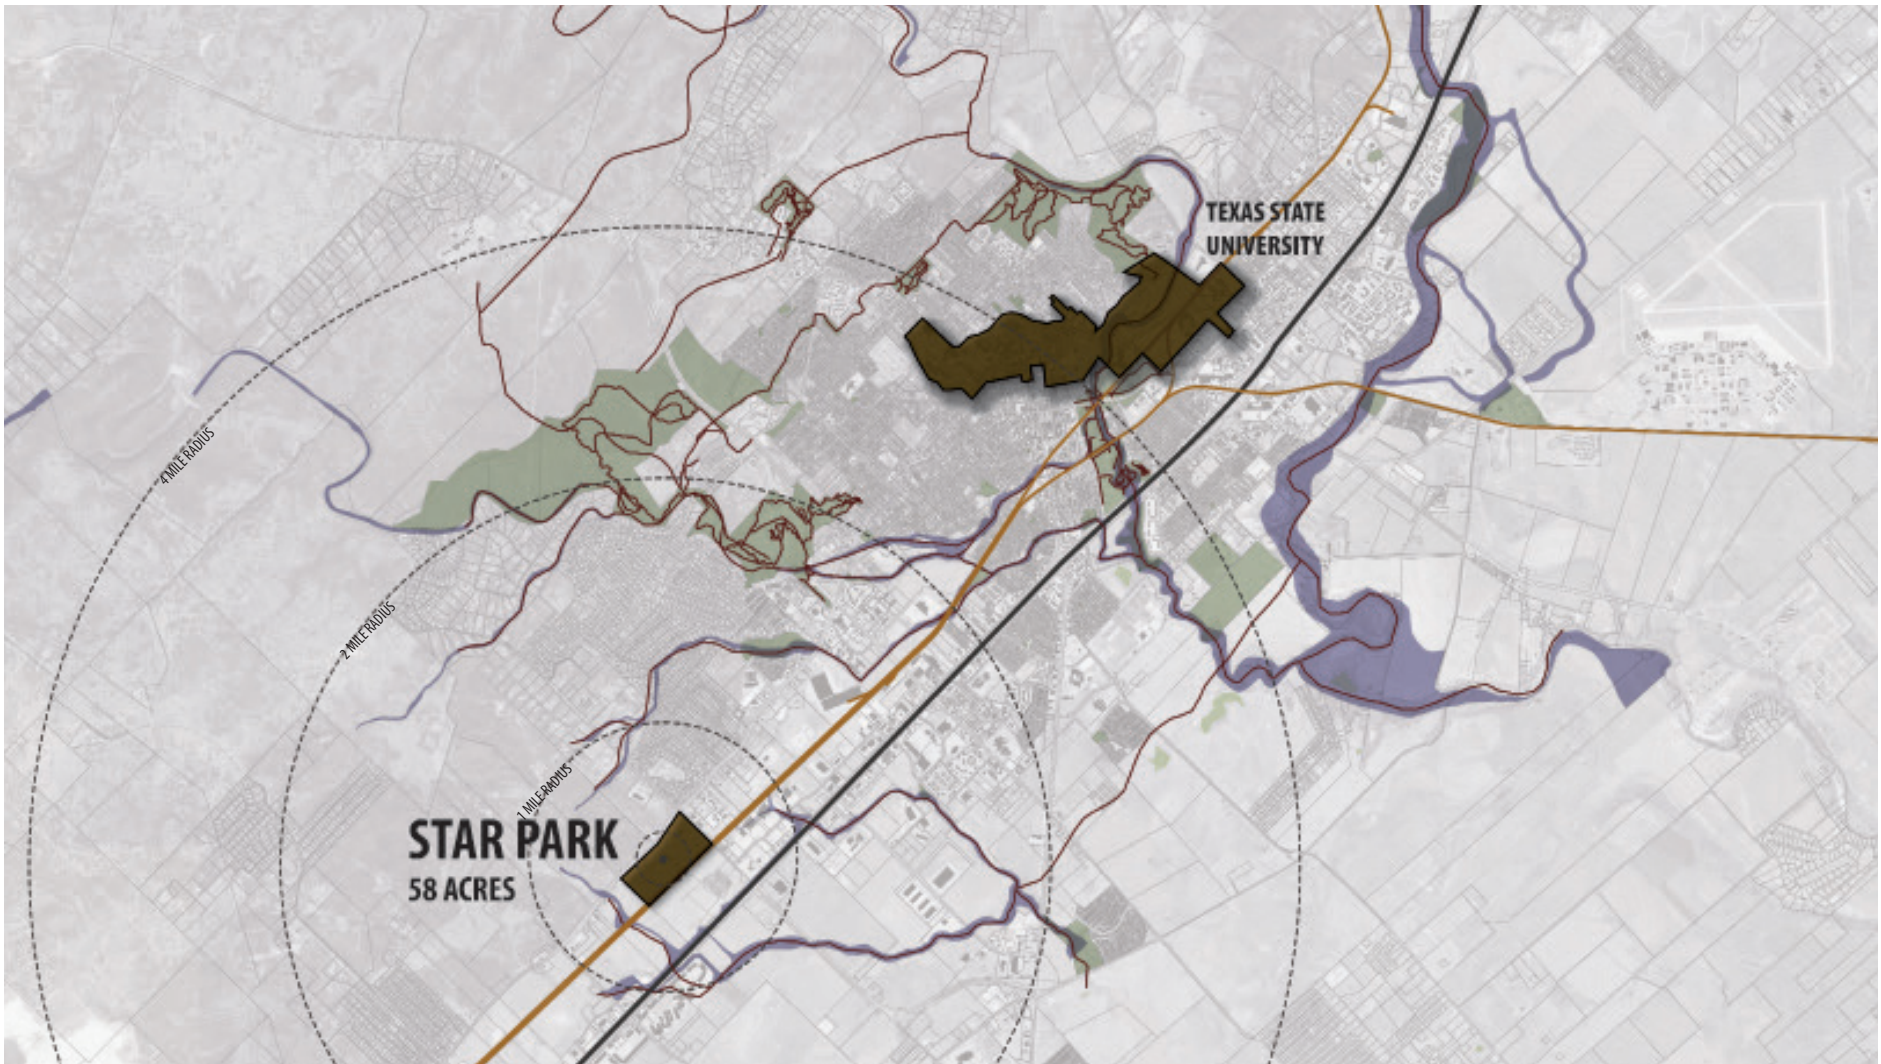 TEXAS STATE
UNIVERSITY
4 MILE RADIUS
2 MILE RADIUS
1 MILE RADIUS
STAR PARK
58 ACRES